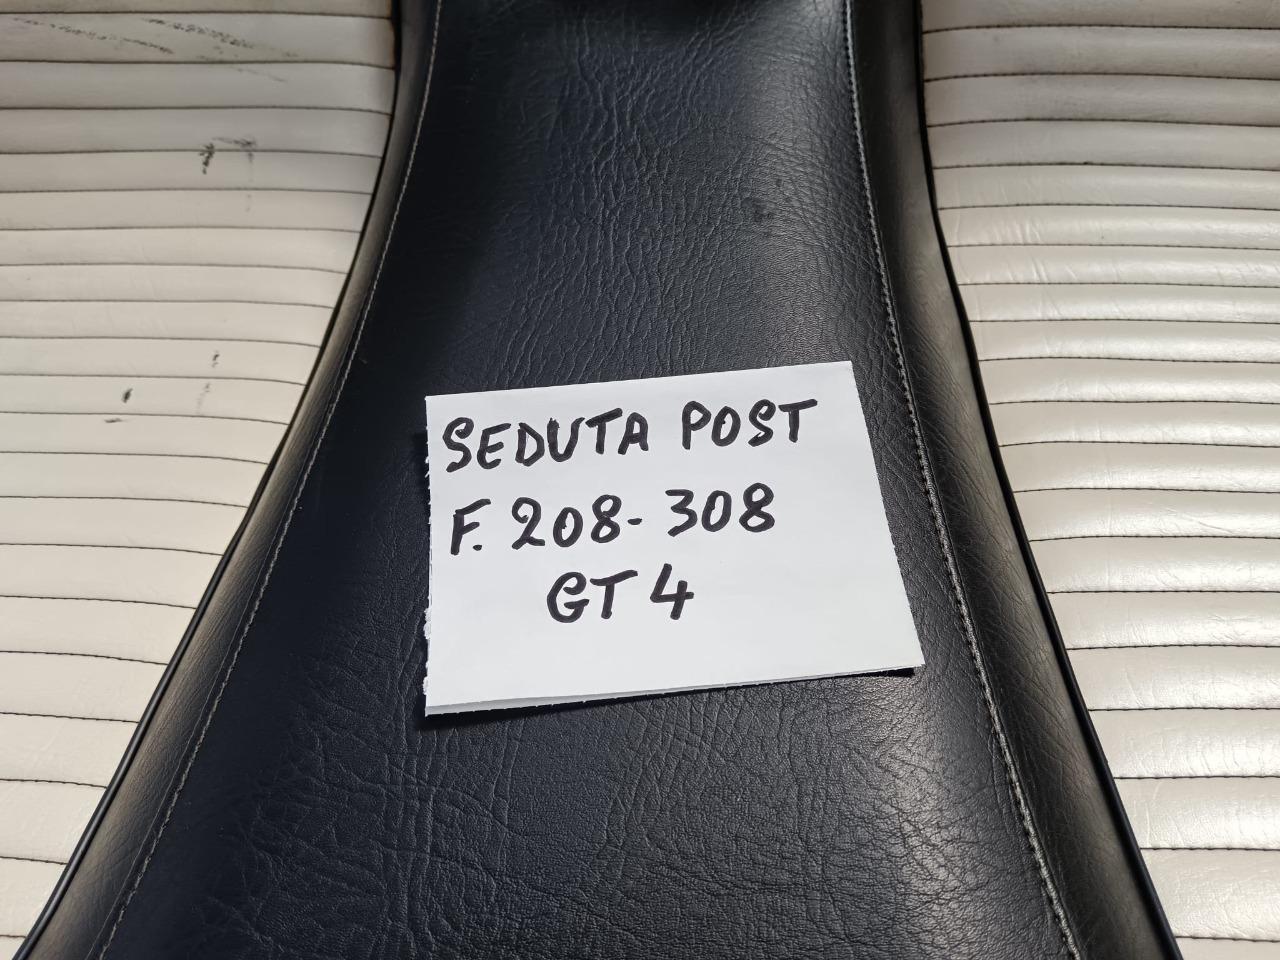 SEDUTA POST
F. 208-308
GT4